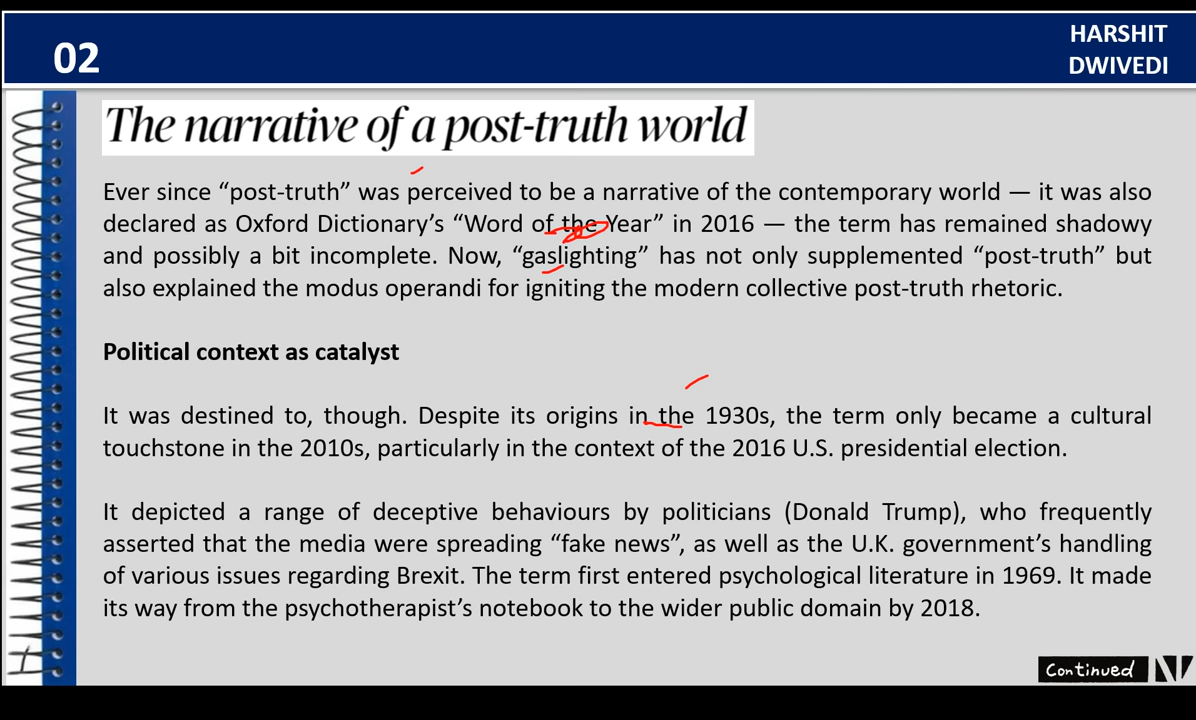 02
HARSHIT
DWIVEDI
The narrative of a post-truth world
Ever since “post-truth” was perceived to be a narrative of the contemporary world — it was also
declared as Oxford Dictionary’s “Word of the Year” in 2016 — the term has remained shadowy
and possibly a bit incomplete. Now, “gaslighting” has not only supplemented “post-truth” but
also explained the modus operandi for igniting the modern collective post-truth rhetoric.
Political context as catalyst
It was destined to, though. Despite its origins in the 1930s, the term only became a cultural
touchstone in the 2010s, particularly in the context of the 2016 U.S. presidential election.
It depicted a range of deceptive behaviours by politicians (Donald Trump), who frequently
asserted that the media were spreading “fake news”, as well as the U.K. government’s handling
of various issues regarding Brexit. The term first entered psychological literature in 1969. It made
its way from the psychotherapist’s notebook to the wider public domain by 2018.
Continued